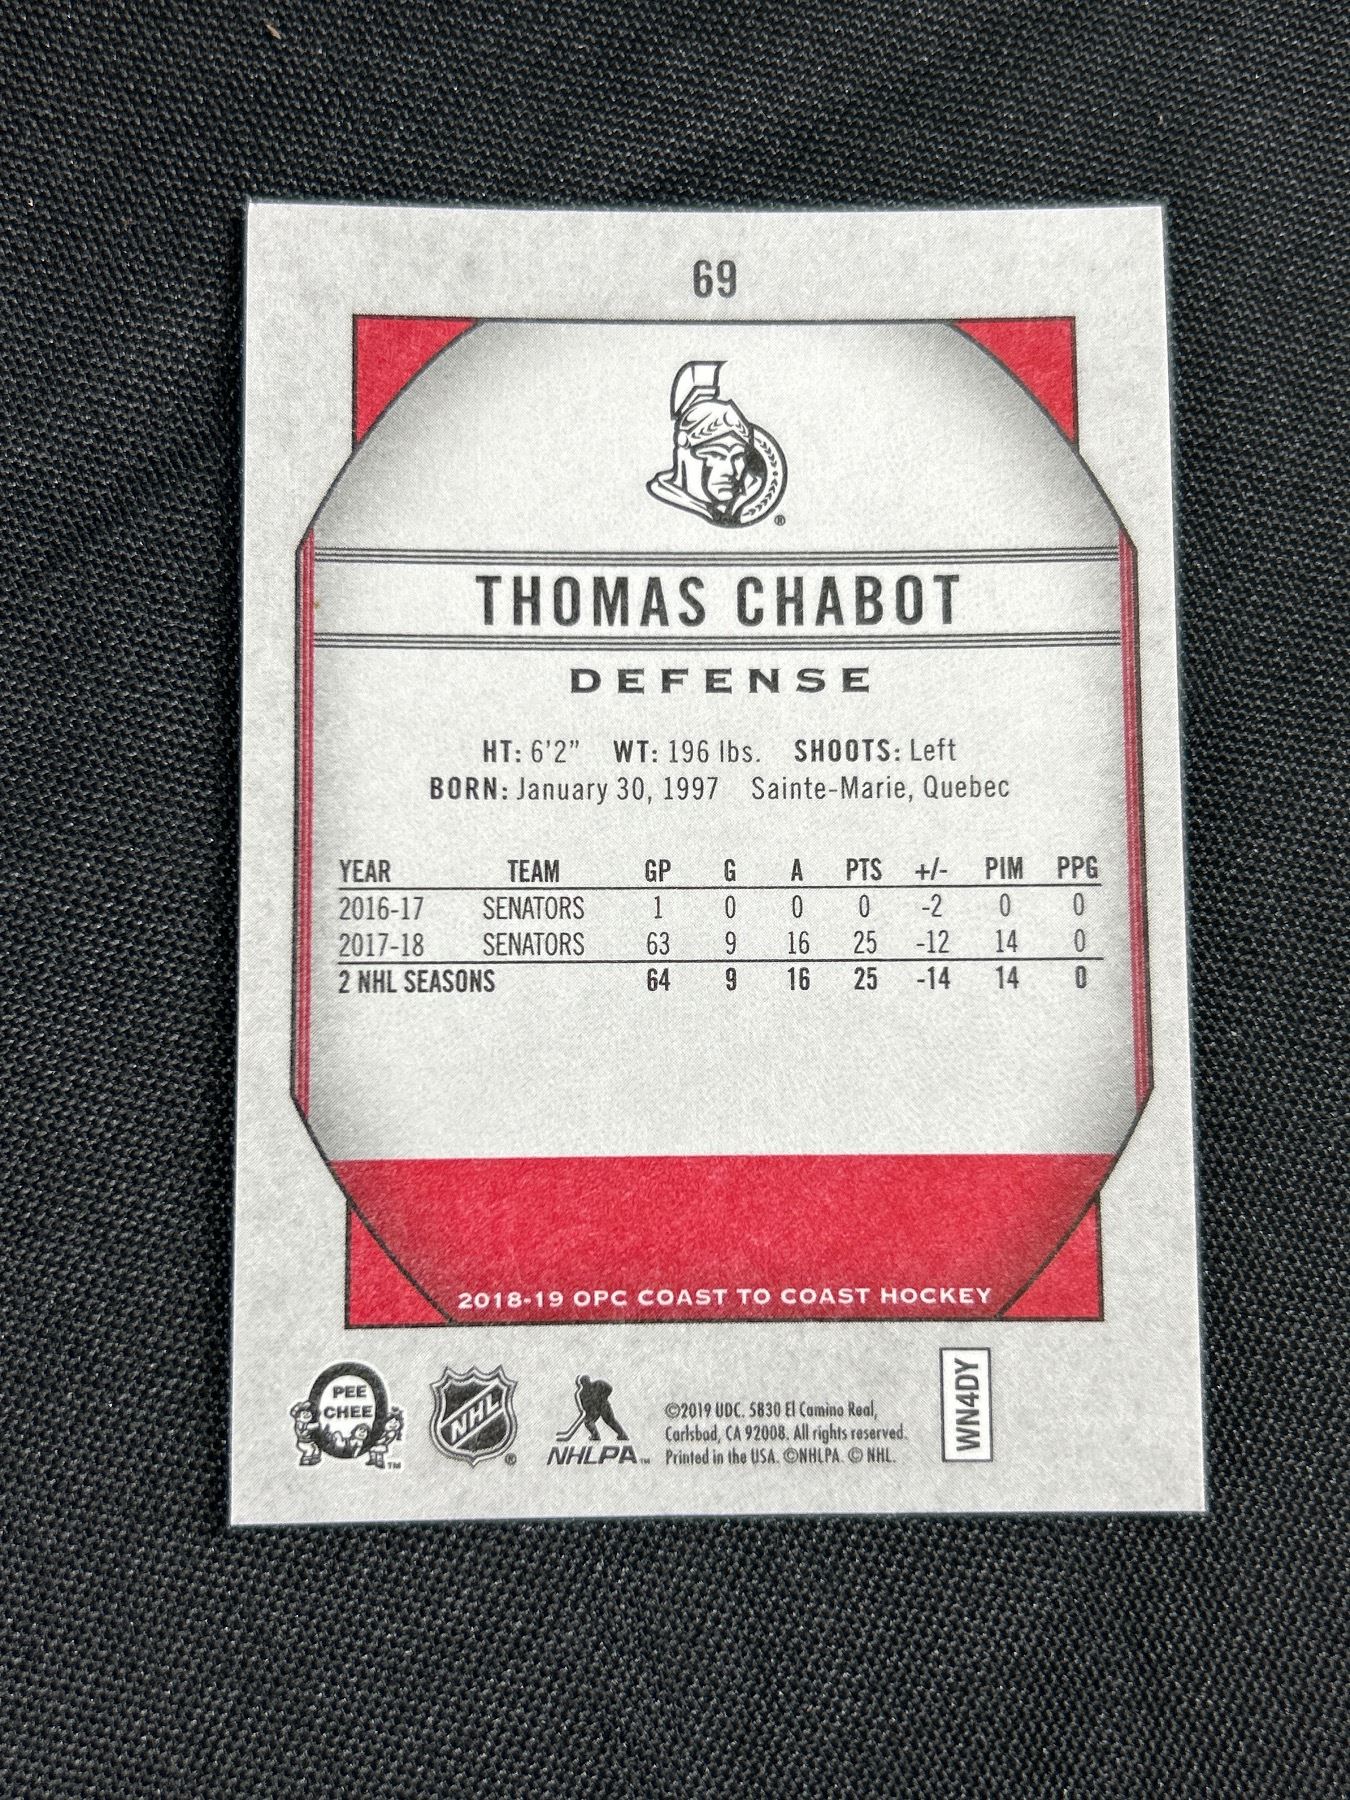 69
®
THOMAS CHABOT
DEFENSE
HT: 6'2" WT: 196 lbs. SHOOTS: Left
BORN: January 30, 1997 Sainte-Marie, Quebec
YEAR TEAM GP G A PTS +/- PIM PPG
2016-17 SENATORS 1 0 0 0 -2 0 0
2017-18 SENATORS 63 9 16 25 -12 14 0
2 NHL SEASONS 64 9 16 25 -14 14 0
2018-19 OPC COAST TO COAST HOCKEY
PEE
CHEE
™
NHL
®
NHLPA™
©2019 UDC. 5830 El Camino Real,
Carlsbad, CA 92008. All rights reserved.
Printed in the USA. ©NHLPA. © NHL.
WN4DY